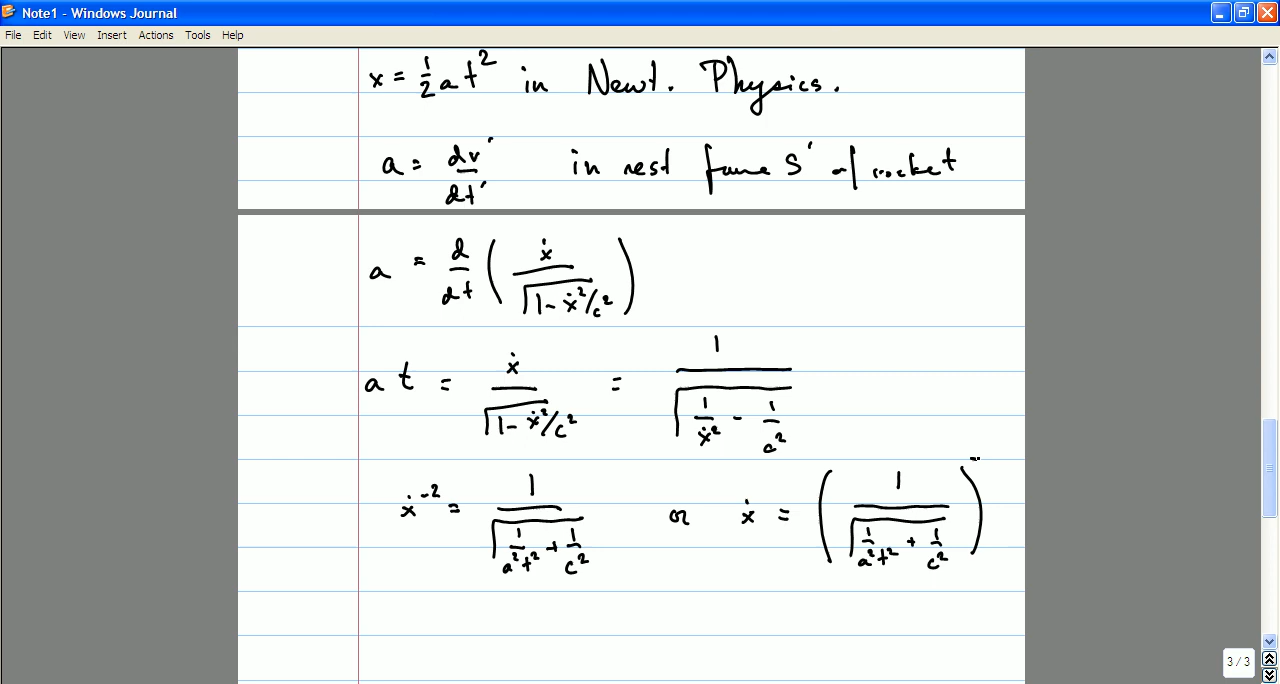 Note1 - Windows Journal
File Edit View Insert Actions Tools Help
x = 1/2 a t² in Newt. Physics.
a = dv'/dt' in rest frame S' of rocket
a = d/dt ( ẋ / √(1 - ẋ²/c²) )
a t = ẋ / √(1 - ẋ²/c²) = 1 / √(1/ẋ² - 1/c²)
ẋ⁻² = 1 / √(1/a²t² + 1/c²) or ẋ = ( 1 / √(1/a²t² + 1/c²) )⁻
3 / 3